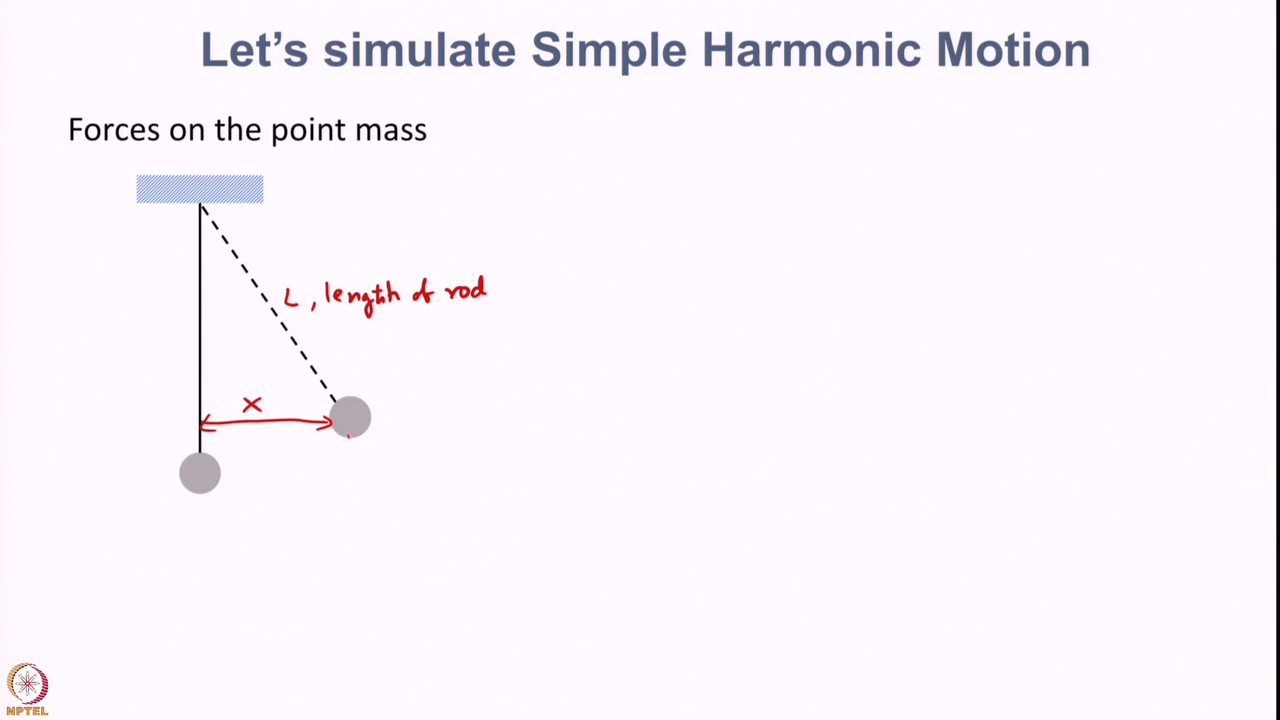 Let's simulate Simple Harmonic Motion
Forces on the point mass
L, length of rod
x
NPTEL